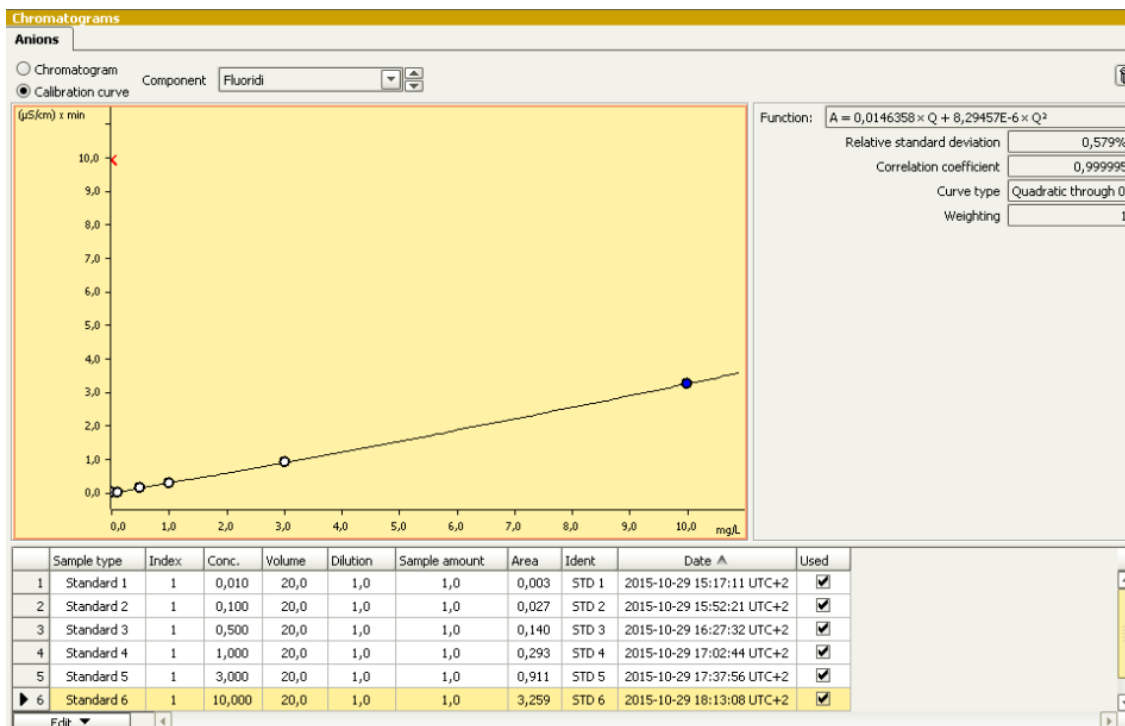 Chromatograms
Anions
Chromatogram
Calibration curve
Component Fluoridi
(µS/cm) x min
10,0
9,0
8,0
7,0
6,0
5,0
4,0
3,0
2,0
1,0
0,0
0,0 1,0 2,0 3,0 4,0 5,0 6,0 7,0 8,0 9,0 10,0 mg/L
Function: A = 0,0146358 × Q + 8,29457E-6 × Q²
Relative standard deviation 0,579%
Correlation coefficient 0,999995
Curve type Quadratic through 0
Weighting 1
Sample type Index Conc. Volume Dilution Sample amount Area Ident Date Used
1 Standard 1 1 0,010 20,0 1,0 1,0 0,003 STD 1 2015-10-29 15:17:11 UTC+2
2 Standard 2 1 0,100 20,0 1,0 1,0 0,027 STD 2 2015-10-29 15:52:21 UTC+2
3 Standard 3 1 0,500 20,0 1,0 1,0 0,140 STD 3 2015-10-29 16:27:32 UTC+2
4 Standard 4 1 1,000 20,0 1,0 1,0 0,293 STD 4 2015-10-29 17:02:44 UTC+2
5 Standard 5 1 3,000 20,0 1,0 1,0 0,911 STD 5 2015-10-29 17:37:56 UTC+2
6 Standard 6 1 10,000 20,0 1,0 1,0 3,259 STD 6 2015-10-29 18:13:08 UTC+2
Edit